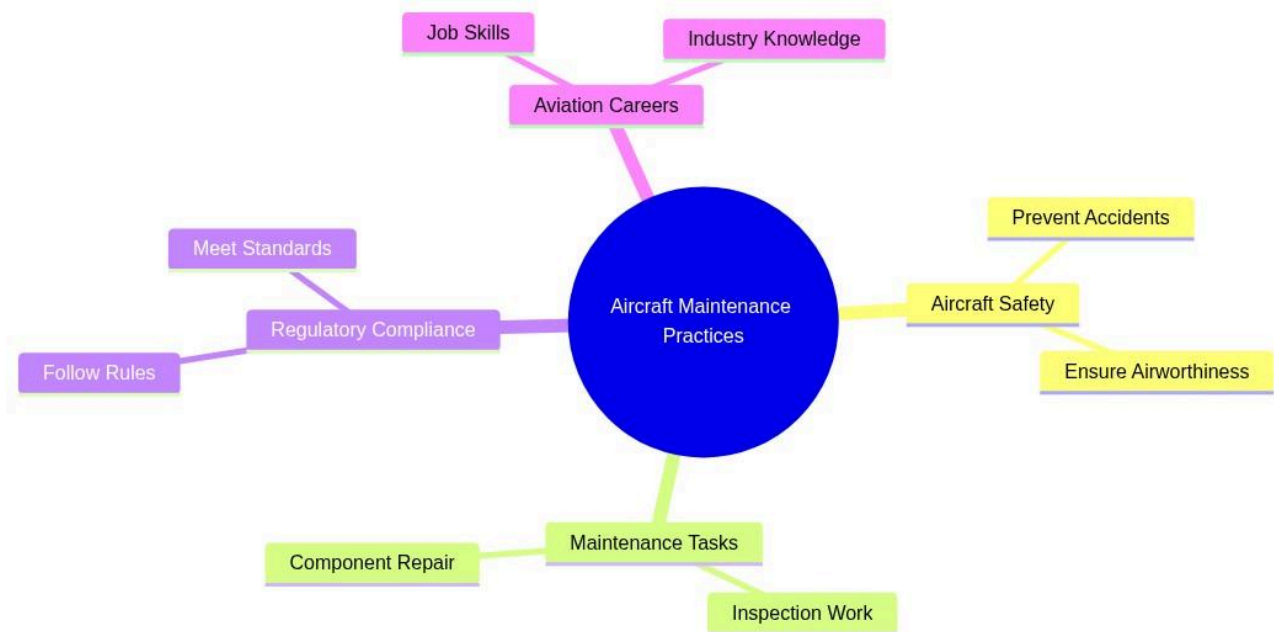 Job Skills
Industry Knowledge
Aviation Careers
Prevent Accidents
Meet Standards
Aircraft Maintenance
Practices
Aircraft Safety
Regulatory Compliance
Follow Rules
Ensure Airworthiness
Maintenance Tasks
Component Repair
Inspection Work